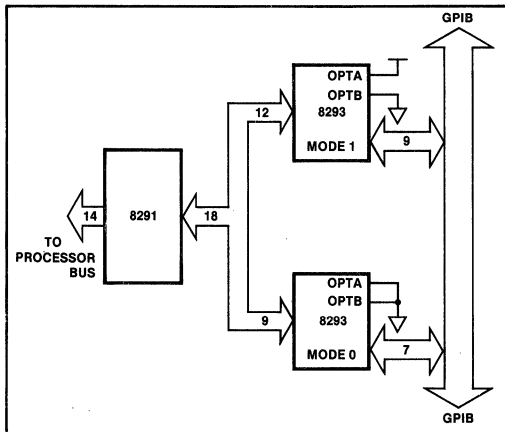 GPIB
OPTA
OPTB
12
8293
MODE 1
9
14
8291
18
TO
PROCESSOR
BUS
OPTA
OPTB
9
8293
MODE 0
7
GPIB